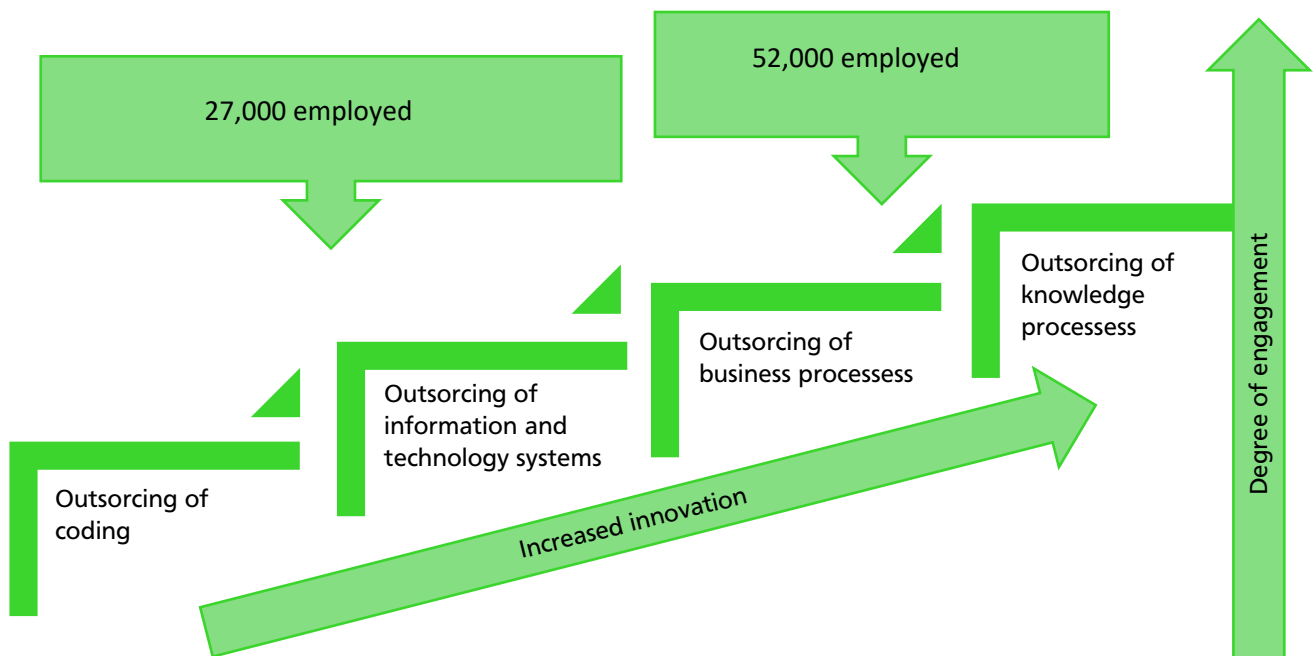 27,000 employed
52,000 employed
Outsorcing of
coding
Outsorcing of
information and
technology systems
Outsorcing of
business processess
Outsorcing of
knowledge
processess
Increased innovation
Degree of engagement